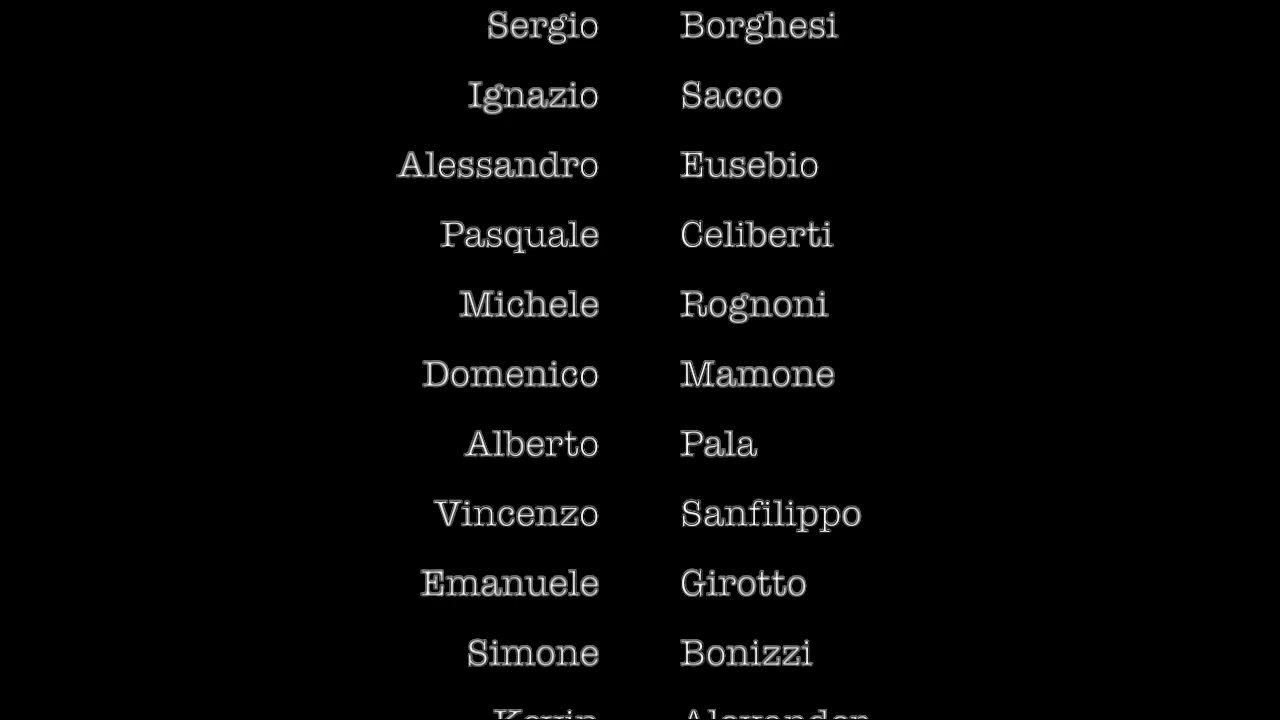 Sergio Borghesi
Ignazio Sacco
Alessandro Eusebio
Pasquale Celiberti
Michele Rognoni
Domenico Mamone
Alberto Pala
Vincenzo Sanfilippo
Emanuele Girotto
Simone Bonizzi